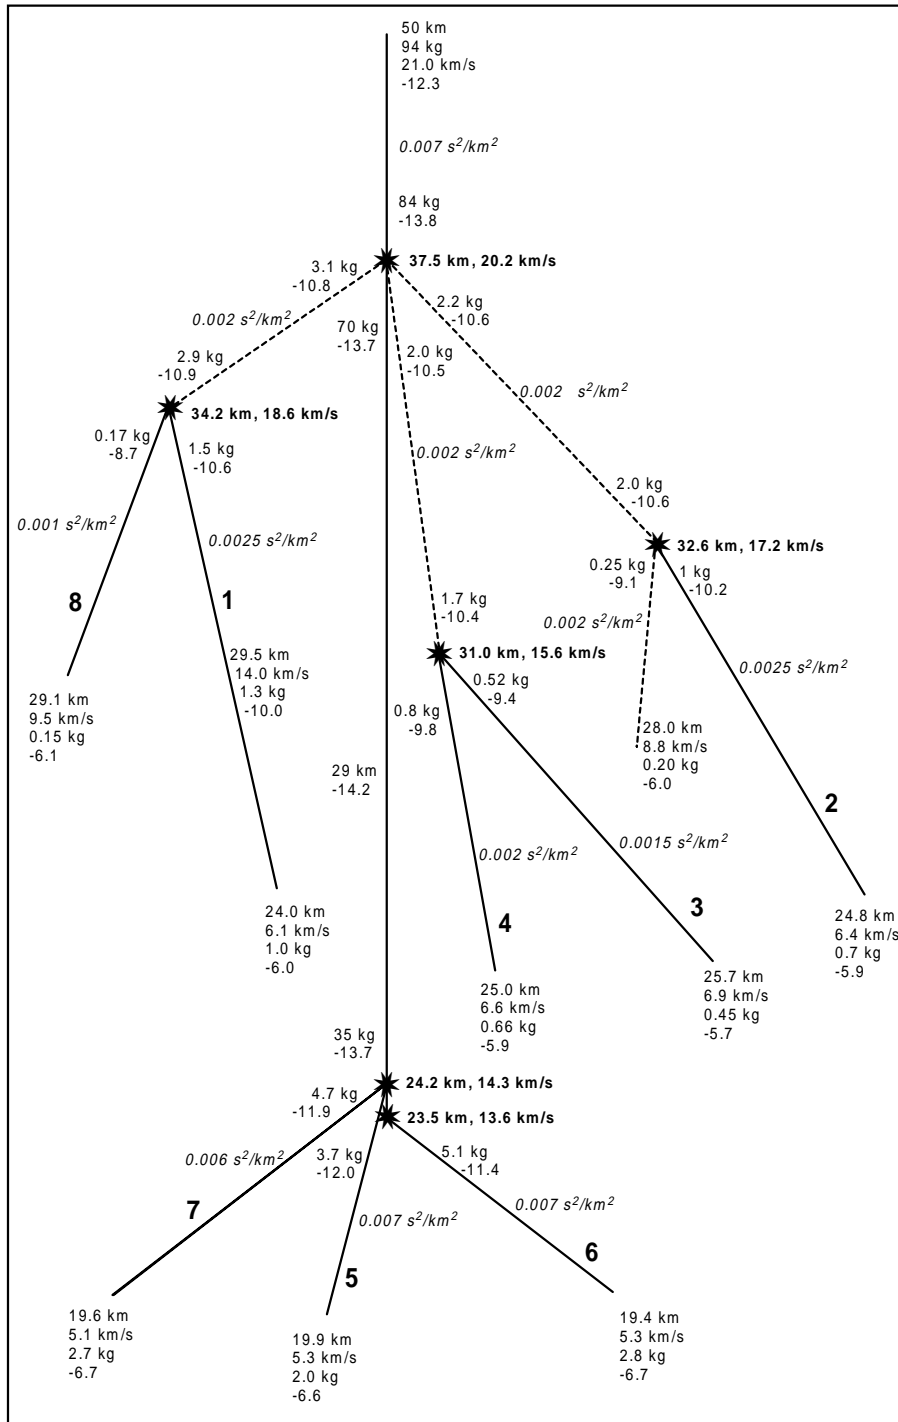 50 km
94 kg
21.0 km/s
-12.3
0.007 s²/km²
84 kg
-13.8
37.5 km, 20.2 km/s
3.1 kg
-10.8
0.002 s²/km²
2.9 kg
-10.9
70 kg
-13.7
2.0 kg
-10.5
2.2 kg
-10.6
0.002 s²/km²
34.2 km, 18.6 km/s
0.17 kg
-8.7
1.5 kg
-10.6
0.002 s²/km²
2.0 kg
-10.6
0.001 s²/km²
0.0025 s²/km²
32.6 km, 17.2 km/s
0.25 kg
-9.1
1 kg
-10.2
8
1
1.7 kg
-10.4
0.002 s²/km²
31.0 km, 15.6 km/s
29.5 km
14.0 km/s
1.3 kg
-10.0
0.52 kg
-9.4
0.0025 s²/km²
29.1 km
9.5 km/s
0.15 kg
-6.1
0.8 kg
-9.8
28.0 km
8.8 km/s
0.20 kg
-6.0
29 km
-14.2
2
0.002 s²/km²
0.0015 s²/km²
24.0 km
6.1 km/s
1.0 kg
-6.0
4
3
24.8 km
6.4 km/s
0.7 kg
-5.9
25.0 km
6.6 km/s
0.66 kg
-5.9
25.7 km
6.9 km/s
0.45 kg
-5.7
35 kg
-13.7
24.2 km, 14.3 km/s
4.7 kg
-11.9
23.5 km, 13.6 km/s
0.006 s²/km²
3.7 kg
-12.0
5.1 kg
-11.4
7
0.007 s²/km²
0.007 s²/km²
5
6
19.6 km
5.1 km/s
2.7 kg
-6.7
19.9 km
5.3 km/s
2.0 kg
-6.6
19.4 km
5.3 km/s
2.8 kg
-6.7